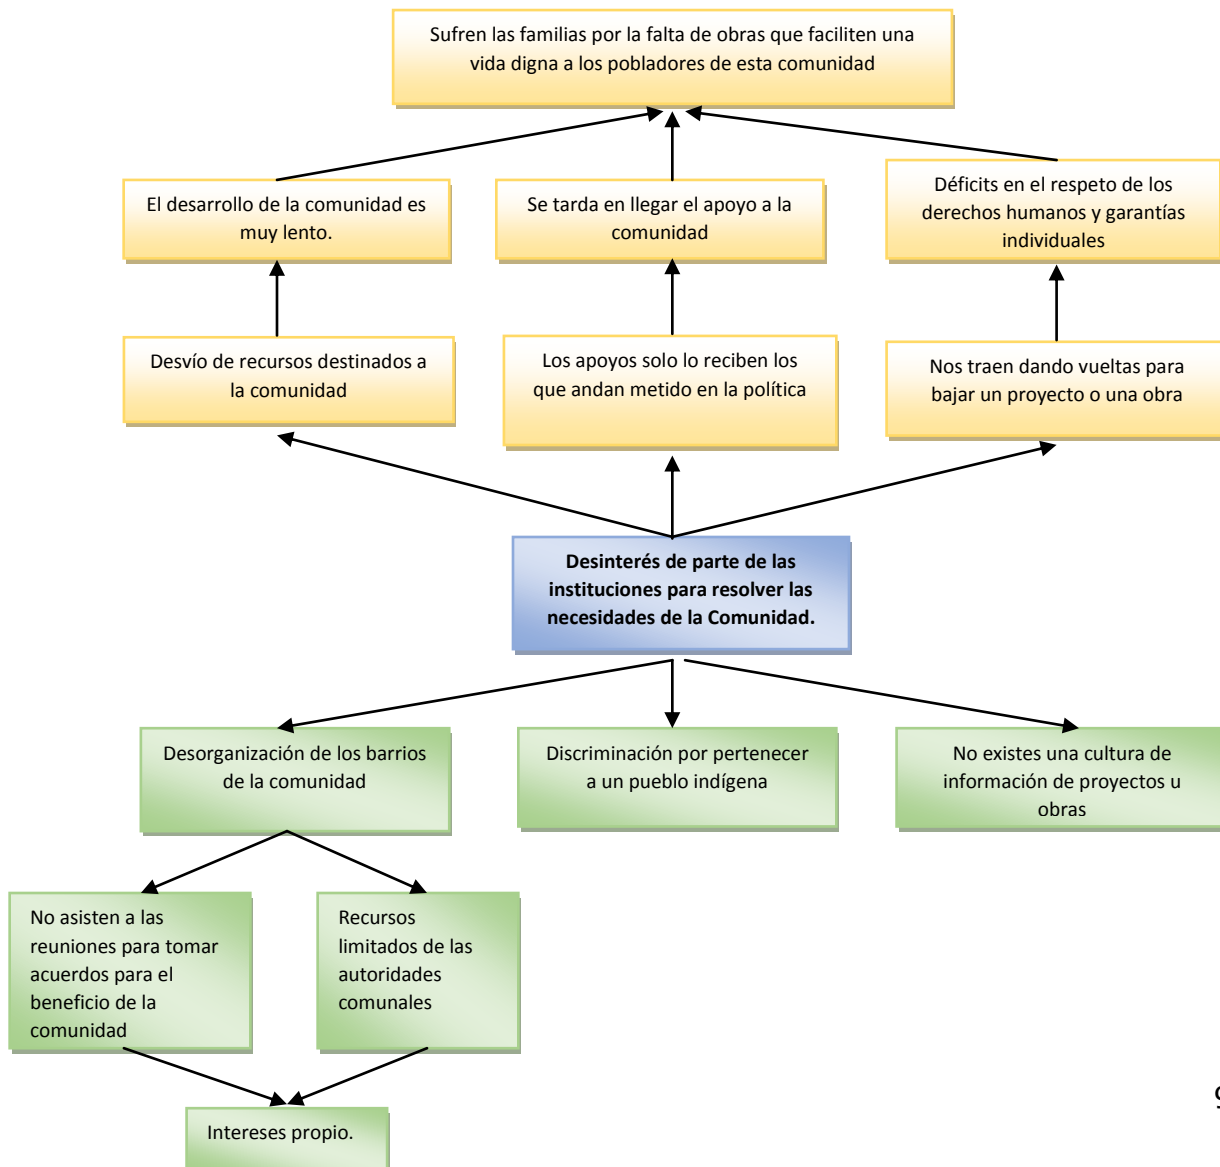 Sufren las familias por la falta de obras que faciliten una
vida digna a los pobladores de esta comunidad
El desarrollo de la comunidad es
muy lento.
Se tarda en llegar el apoyo a la
comunidad
Déficits en el respeto de los
derechos humanos y garantías
individuales
Desvío de recursos destinados a
la comunidad
Los apoyos solo lo reciben los
que andan metido en la política
Nos traen dando vueltas para
bajar un proyecto o una obra
Desinterés de parte de las
instituciones para resolver las
necesidades de la Comunidad.
Desorganización de los barrios
de la comunidad
Discriminación por pertenecer
a un pueblo indígena
No existes una cultura de
información de proyectos u
obras
No asisten a las
reuniones para tomar
acuerdos para el
beneficio de la
comunidad
Recursos
limitados de las
autoridades
comunales
Intereses propio.